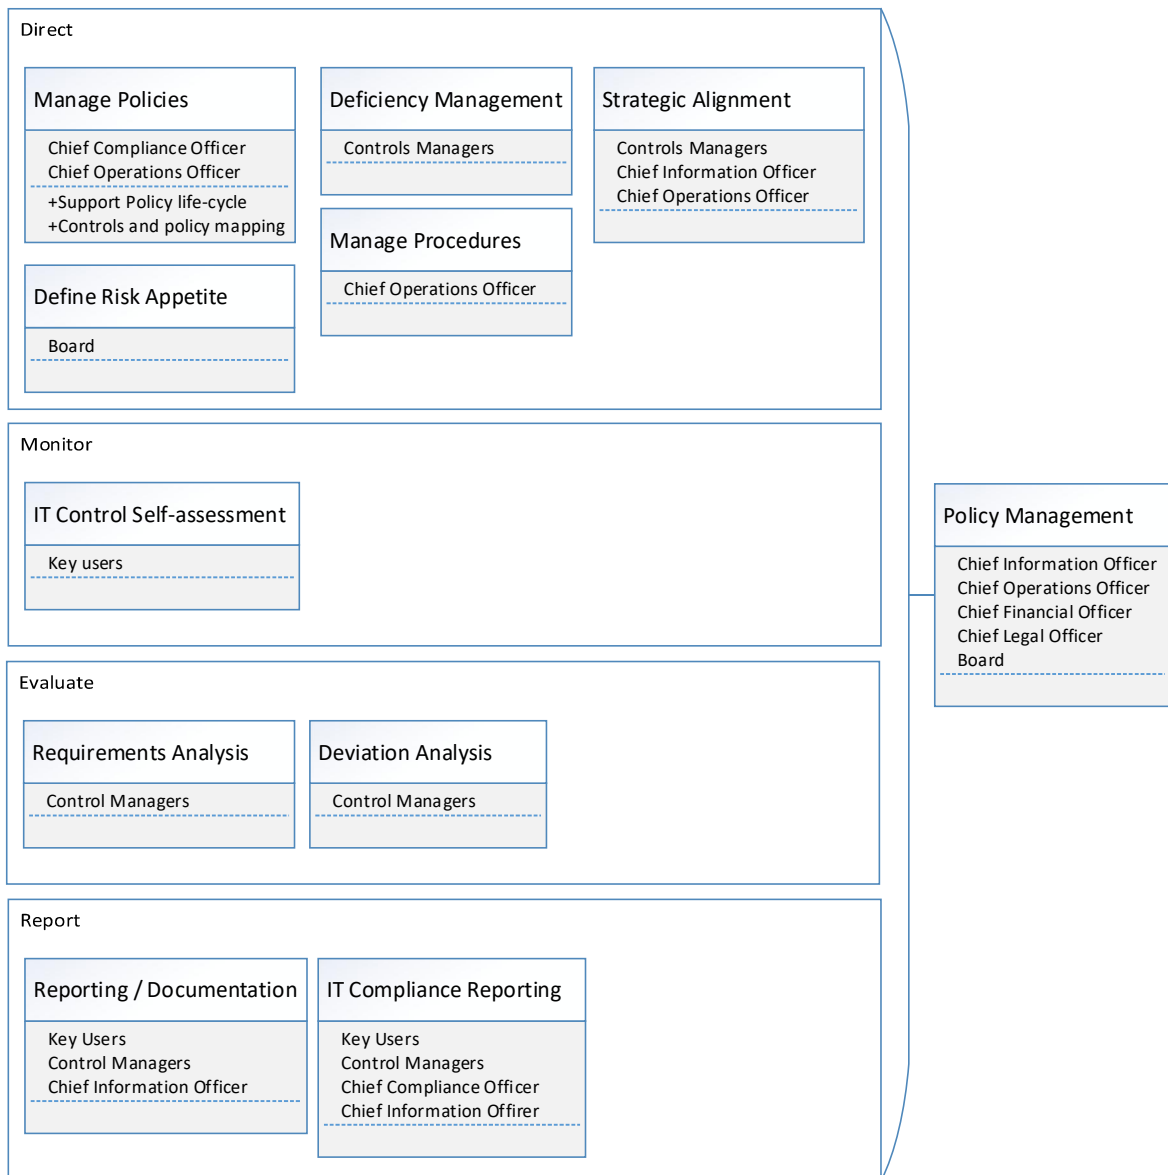 Direct
Manage Policies
Chief Compliance Officer
Chief Operations Officer
+Support Policy life-cycle
+Controls and policy mapping
Deficiency Management
Controls Managers
Strategic Alignment
Controls Managers
Chief Information Officer
Chief Operations Officer
Manage Procedures
Chief Operations Officer
Define Risk Appetite
Board
Monitor
IT Control Self-assessment
Key users
Evaluate
Requirements Analysis
Control Managers
Deviation Analysis
Control Managers
Report
Reporting / Documentation
Key Users
Control Managers
Chief Information Officer
IT Compliance Reporting
Key Users
Control Managers
Chief Compliance Officer
Chief Information Offirer
Policy Management
Chief Information Officer
Chief Operations Officer
Chief Financial Officer
Chief Legal Officer
Board